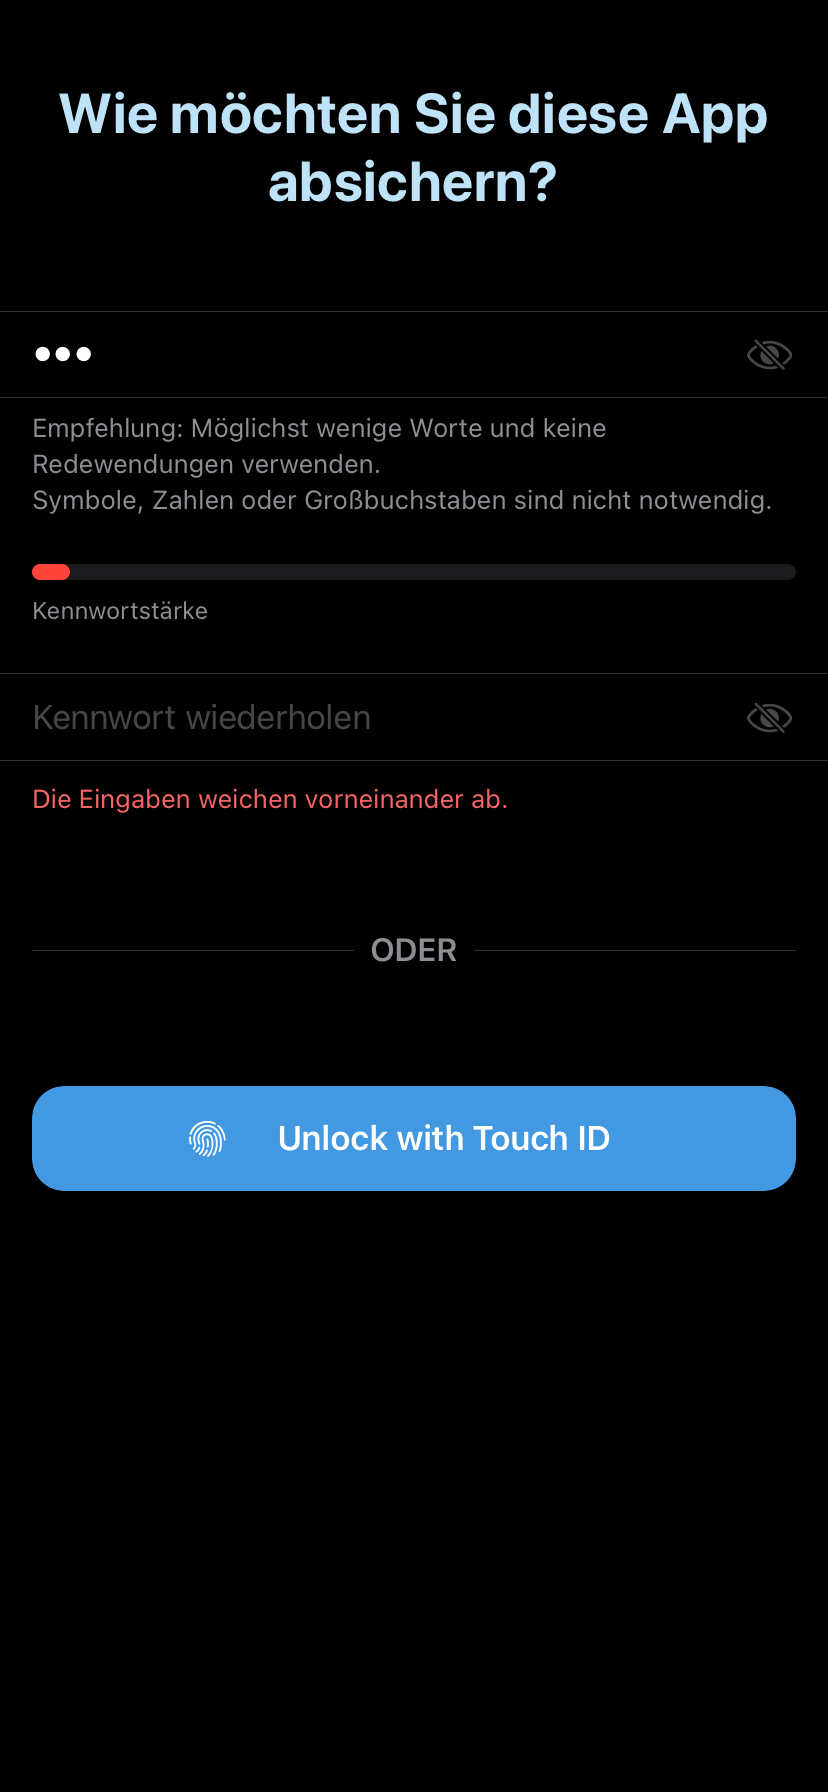 Wie möchten Sie diese App
absichern?
•••
Empfehlung: Möglichst wenige Worte und keine
Redewendungen verwenden.
Symbole, Zahlen oder Großbuchstaben sind nicht notwendig.
Kennwortstärke
Kennwort wiederholen
Die Eingaben weichen vorneinander ab.
ODER
Unlock with Touch ID